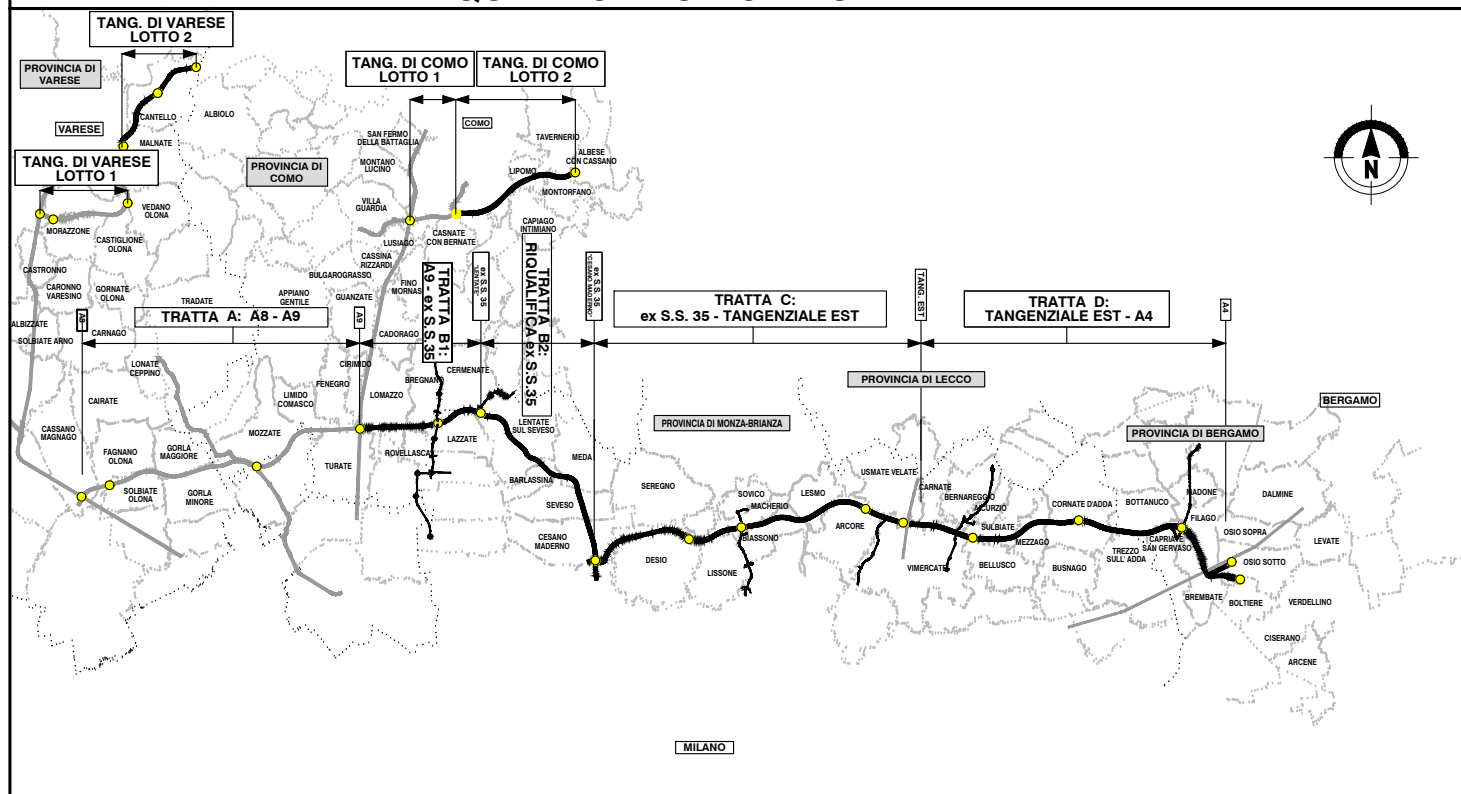 TANG. DI VARESE
LOTTO 2
PROVINCIA DI
VARESE
TANG. DI COMO
LOTTO 1
TANG. DI COMO
LOTTO 2
CANTELLO
ALBIOLO
VARESE
MALNATE
COMO
SAN FERMO
DELLA BATTAGLIA
TAVERNERIO
ALBESE
CON CASSANO
TANG. DI VARESE
LOTTO 1
PROVINCIA DI
COMO
MONTANO
LUCINO
LIPOMO
MONTORFANO
N
VILLA
GUARDIA
VEDANO
OLONA
MORAZZONE
CASTIGLIONE
OLONA
LUSIAGO
CASNATE
CON BERNATE
CAPIAGO
INTIMIANO
CASSINA
RIZZARDI
BULGAROGRASSO
FINO
MORNAS
CASTRONNO
CARONNO
VARESINO
GORNATE
OLONA
TRADATE
APPIANO
GENTILE
GUANZATE
TRATTA B1:
A9 - ex S.S.35
ex S.S. 35
"LENTATE"
TRATTA B2:
RIQUALIFICA ex S.S.35
ex S.S. 35
"CESANO MADERNO"
TANG. EST
A4
ALBIZZATE
SOLBIATE ARNO
A8
CARNAGO
TRATTA A: A8 - A9
A9
CADORAGO
TRATTA C:
ex S.S. 35 - TANGENZIALE EST
TRATTA D:
TANGENZIALE EST - A4
LONATE
CEPPINO
CIRIMIDO
FENEGRO
BREGNANO
CERMENATE
PROVINCIA DI LECCO
CAIRATE
LIMIDO
COMASCO
LOMAZZO
BERGAMO
CASSANO
MAGNAGO
MOZZATE
LENTATE
SUL SEVESO
PROVINCIA DI MONZA-BRIANZA
PROVINCIA DI BERGAMO
FAGNANO
OLONA
GORLA
MAGGIORE
LAZZATE
ROVELLASCA
TURATE
MEDA
SOLBIATE
OLONA
GORLA
MINORE
BARLASSINA
SEVESO
SEREGNO
SOVICO
MACHERIO
LESMO
USMATE VELATE
CARNATE
BERNAREGGIO
AICURZIO
SULBIATE
CORNATE D'ADDA
BOTTANUCO
MADONE
DALMINE
FILAGO
OSIO SOPRA
ARCORE
BIASSONO
CESANO
MADERNO
DESIO
LISSONE
MEZZAGO
CAPRIATE
SAN GERVASO
LEVATE
TREZZO
SULL' ADDA
OSIO SOTTO
VIMERCATE
BELLUSCO
BUSNAGO
BREMBATE
BOLTIERE
VERDELLINO
CISERANO
ARCENE
MILANO